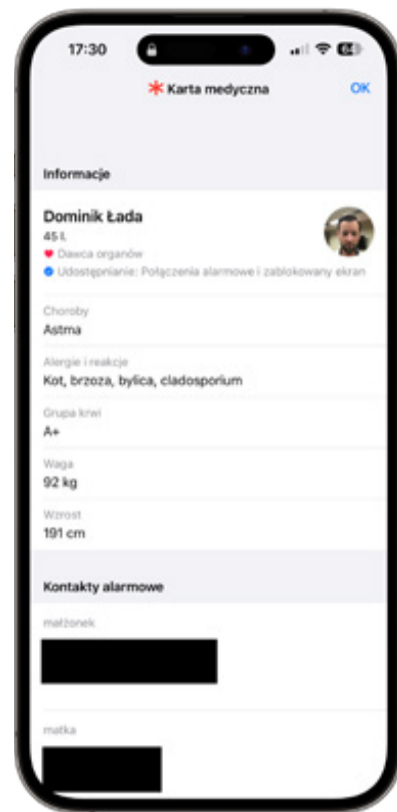 17:30
64
Karta medyczna
OK
Informacje
Dominik Łada
45 l.
Dawca organów
Udostępnianie: Połączenia alarmowe i zablokowany ekran
Choroby
Astma
Alergie i reakcje
Kot, brzoza, bylica, cladosporium
Grupa krwi
A+
Waga
92 kg
Wzrost
191 cm
Kontakty alarmowe
małżonek
matka